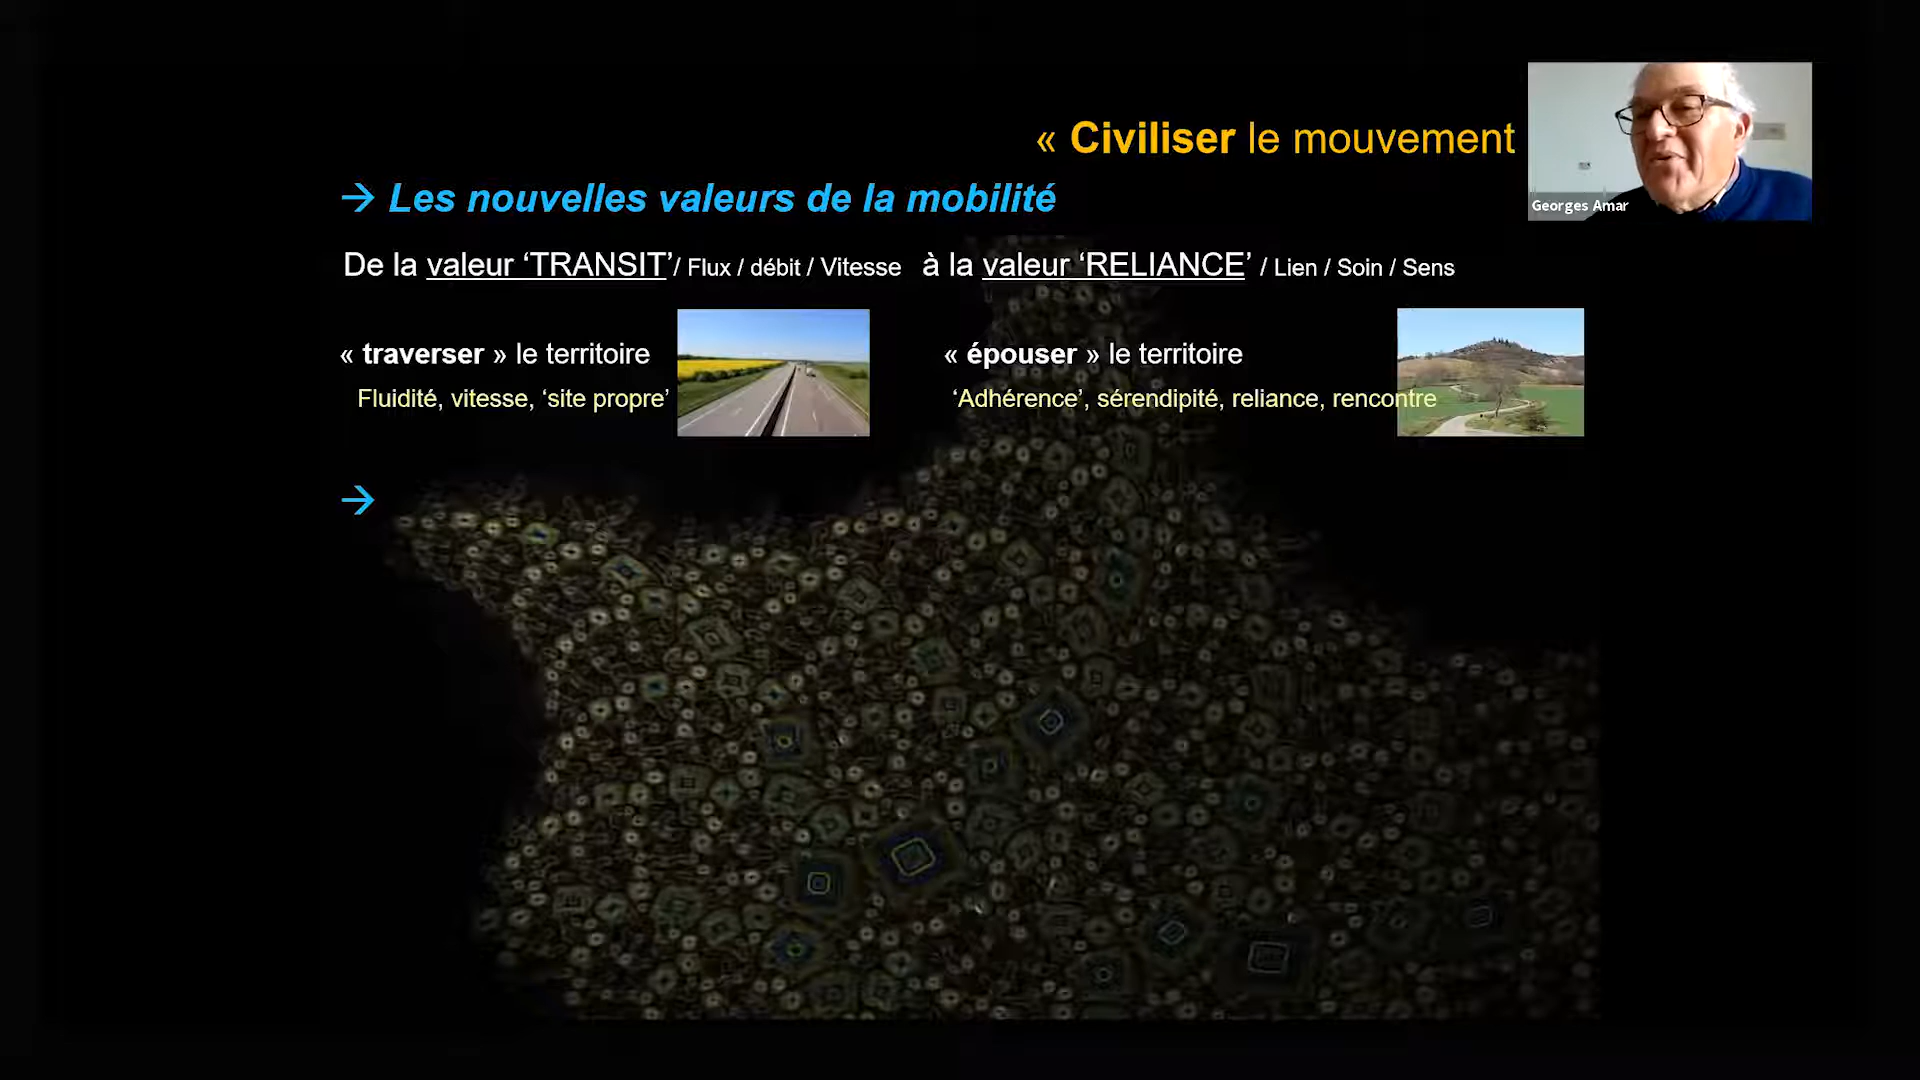 « Civiliser le mouvement
Georges Amar
→ Les nouvelles valeurs de la mobilité
De la valeur ‘TRANSIT’/ Flux / débit / Vitesse à la valeur ‘RELIANCE’ / Lien / Soin / Sens
« traverser » le territoire
Fluidité, vitesse, ‘site propre’
« épouser » le territoire
‘Adhérence’, sérendipité, reliance, rencontre
→